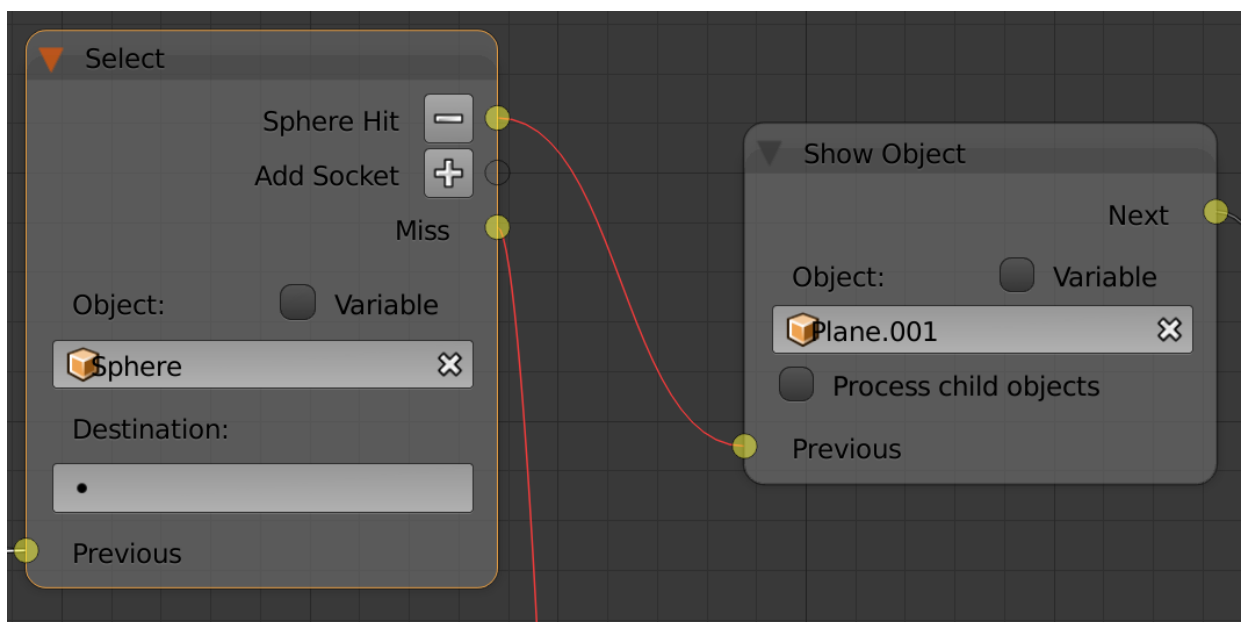 Select
Sphere Hit
Add Socket
Miss
Object: Variable
Sphere
Destination:
Previous
Show Object
Next
Object: Variable
Plane.001
Process child objects
Previous